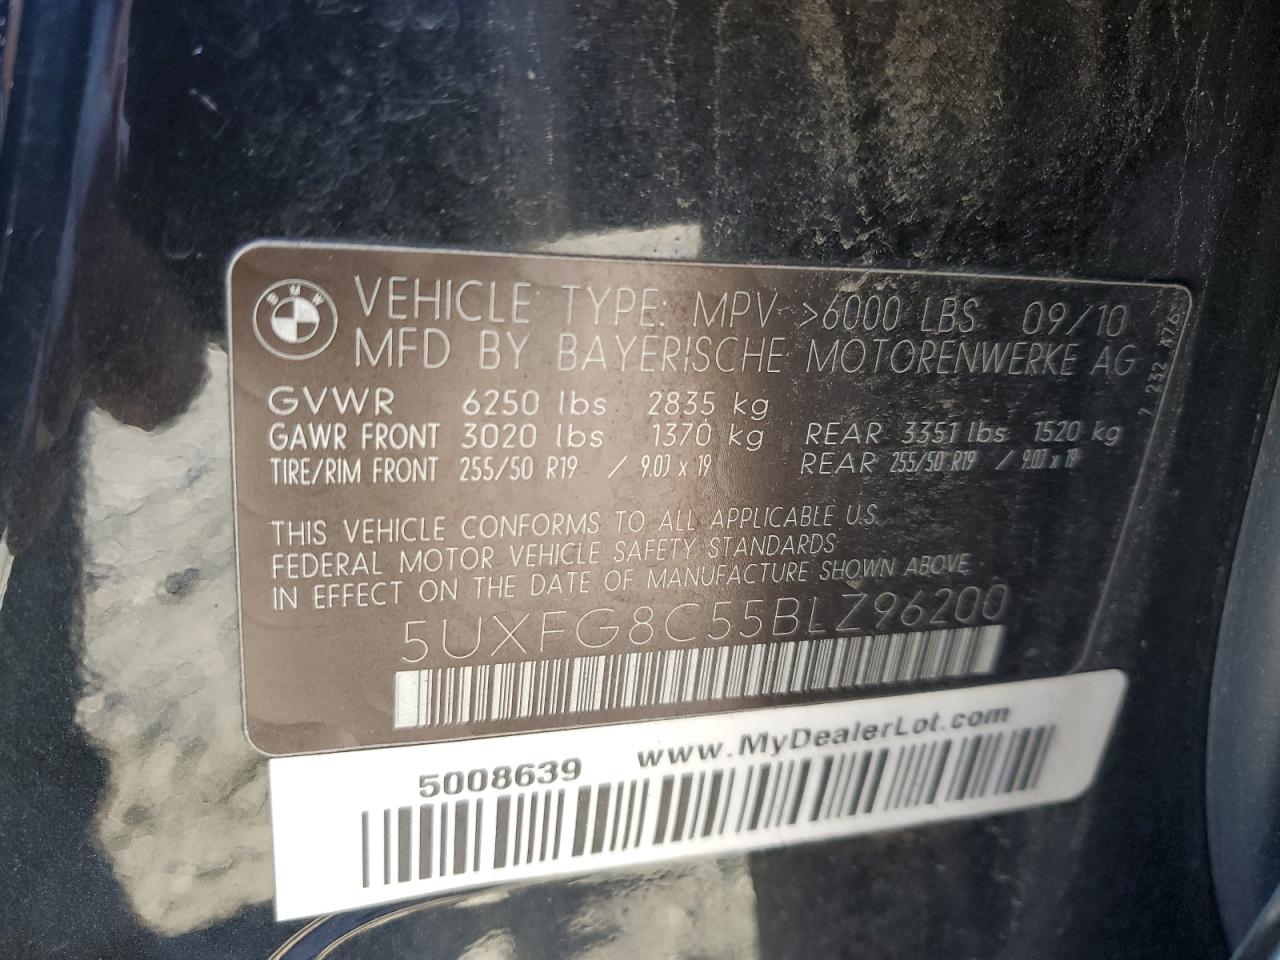 BMW
VEHICLE TYPE: MPV >6000 LBS 09/10
MFD BY BAYERISCHE MOTORENWERKE AG
GVWR 6250 lbs 2835 kg
GAWR FRONT 3020 lbs 1370 kg REAR 3351 lbs 1520 kg
TIRE/RIM FRONT 255/50 R19 / 9.0J x 19 REAR 255/50 R19 / 9.0J x 19
THIS VEHICLE CONFORMS TO ALL APPLICABLE U.S.
FEDERAL MOTOR VEHICLE SAFETY STANDARDS
IN EFFECT ON THE DATE OF MANUFACTURE SHOWN ABOVE.
5UXFG8C55BLZ96200
7 232
5008639 www.MyDealerLot.com